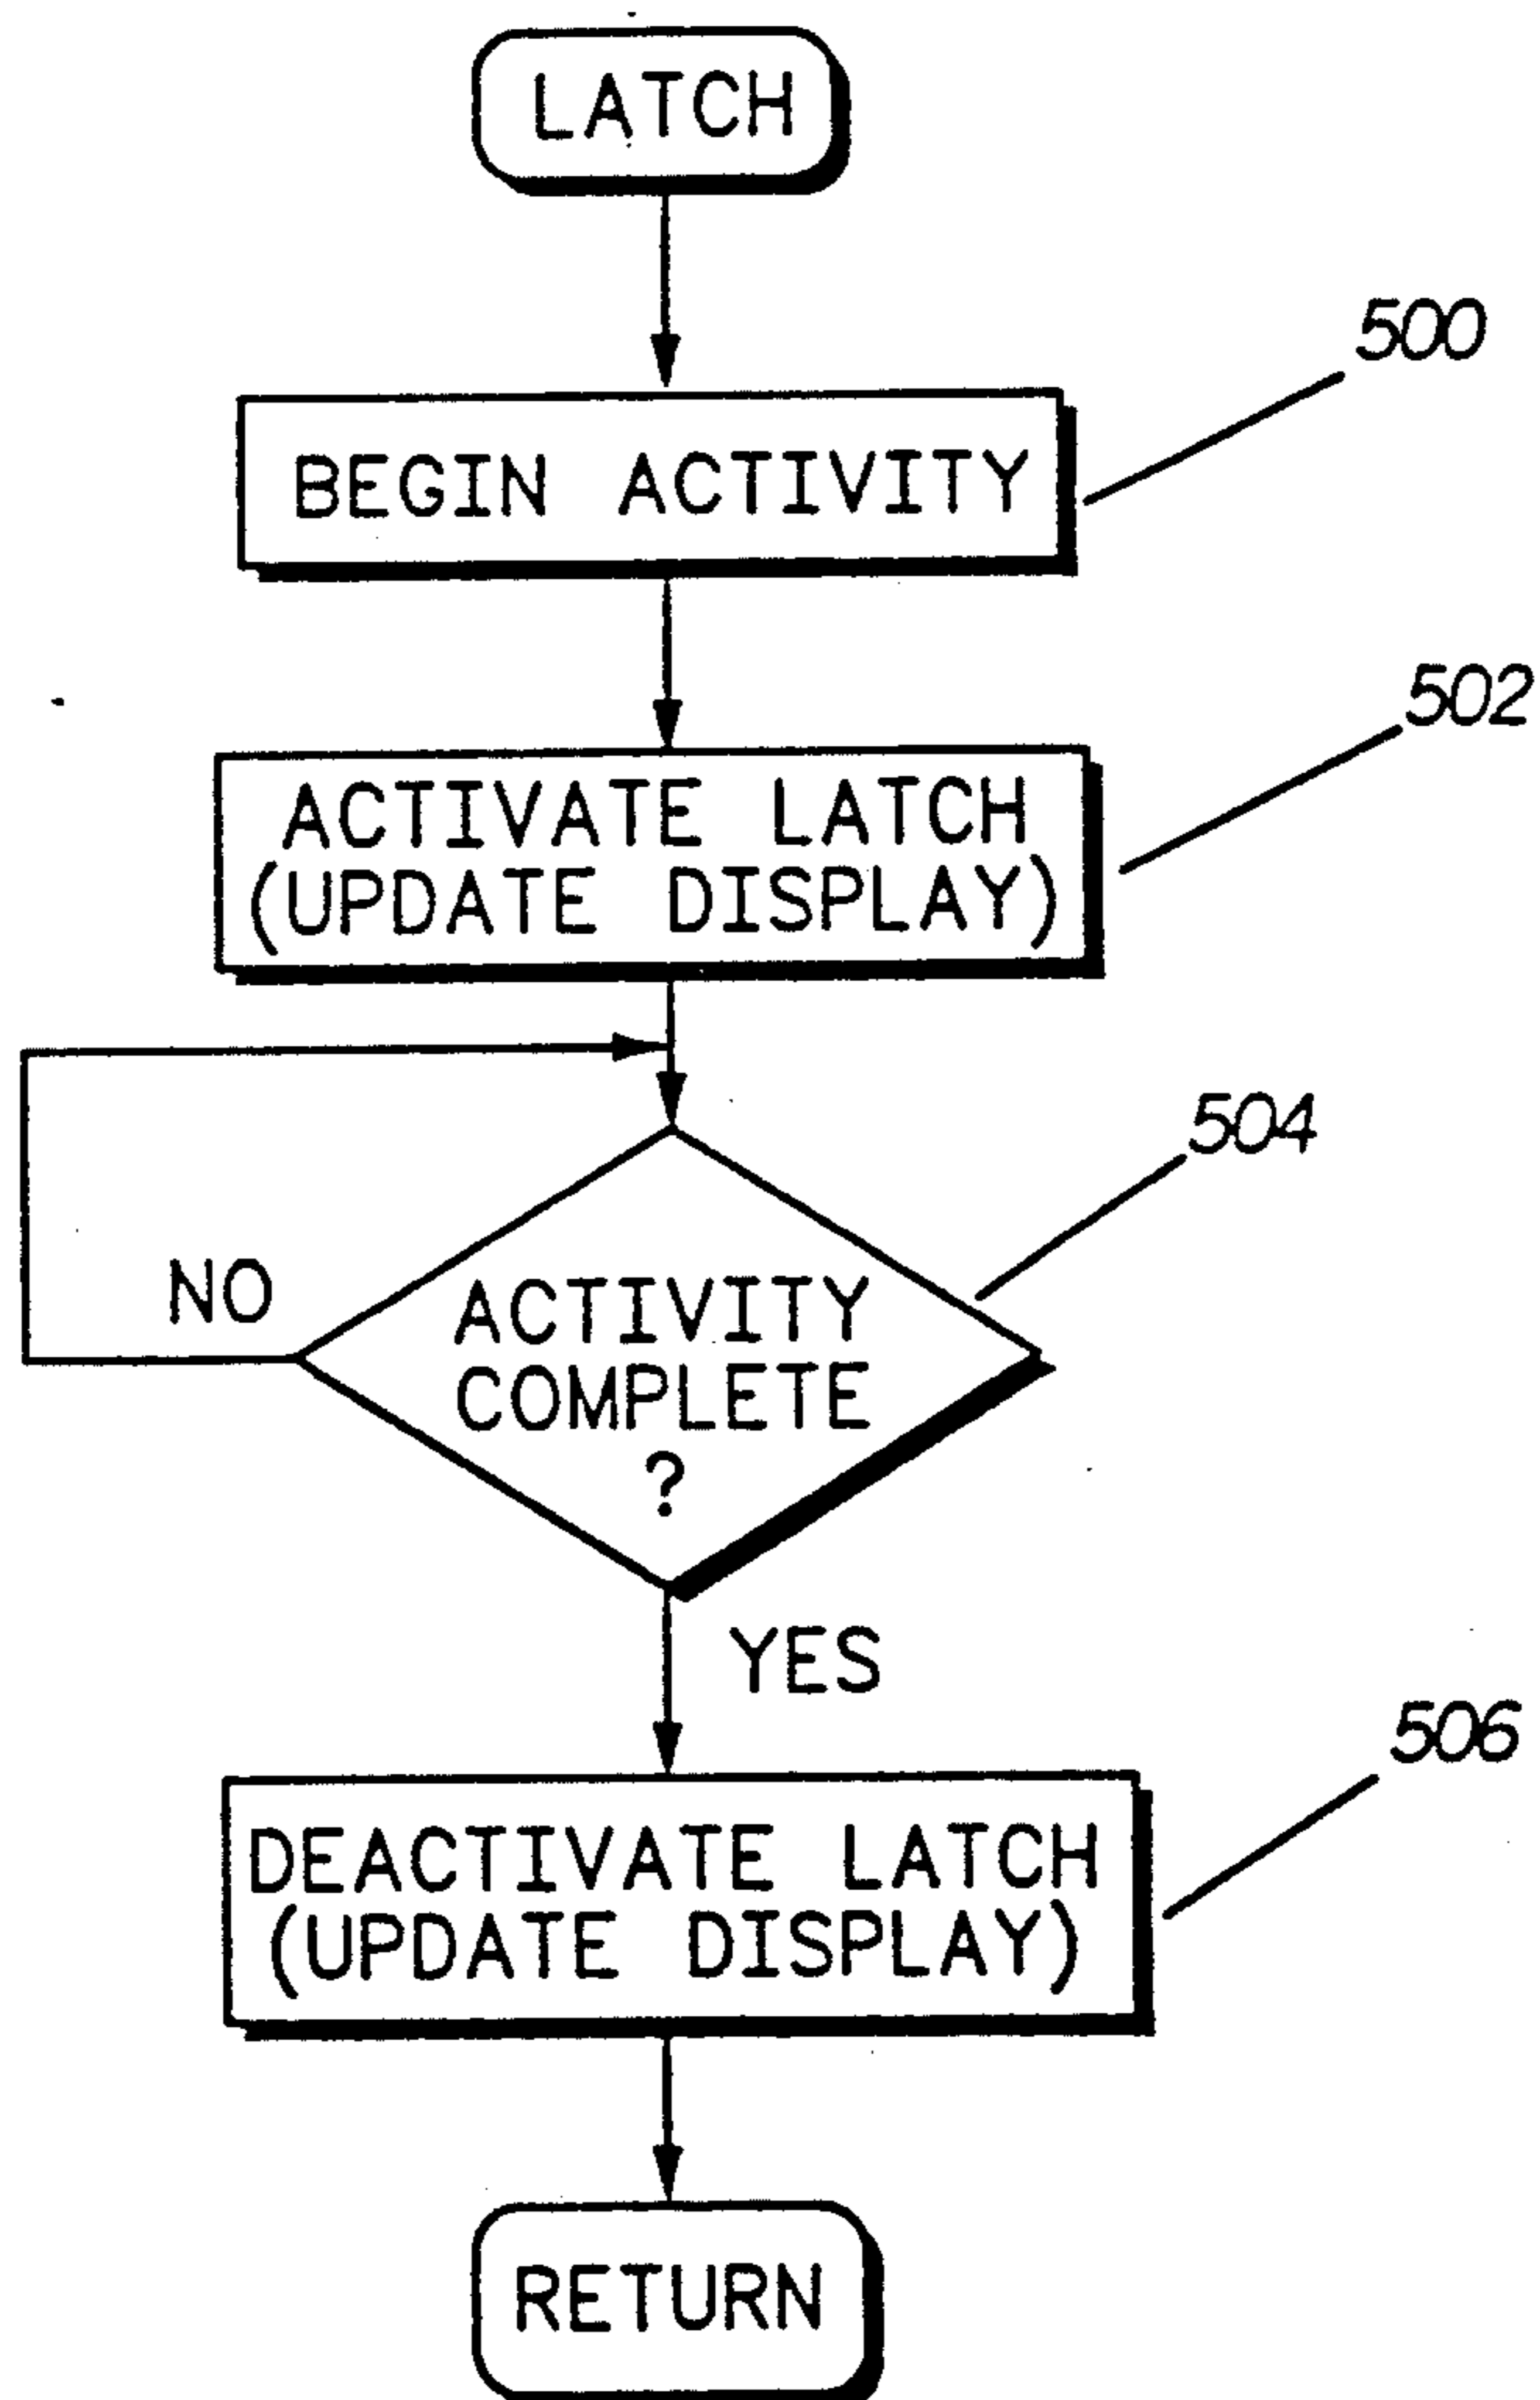 LATCH
500
BEGIN ACTIVITY
502
ACTIVATE LATCH
(UPDATE DISPLAY)
504
NO
ACTIVITY
COMPLETE
?
YES
506
DEACTIVATE LATCH
(UPDATE DISPLAY)
RETURN